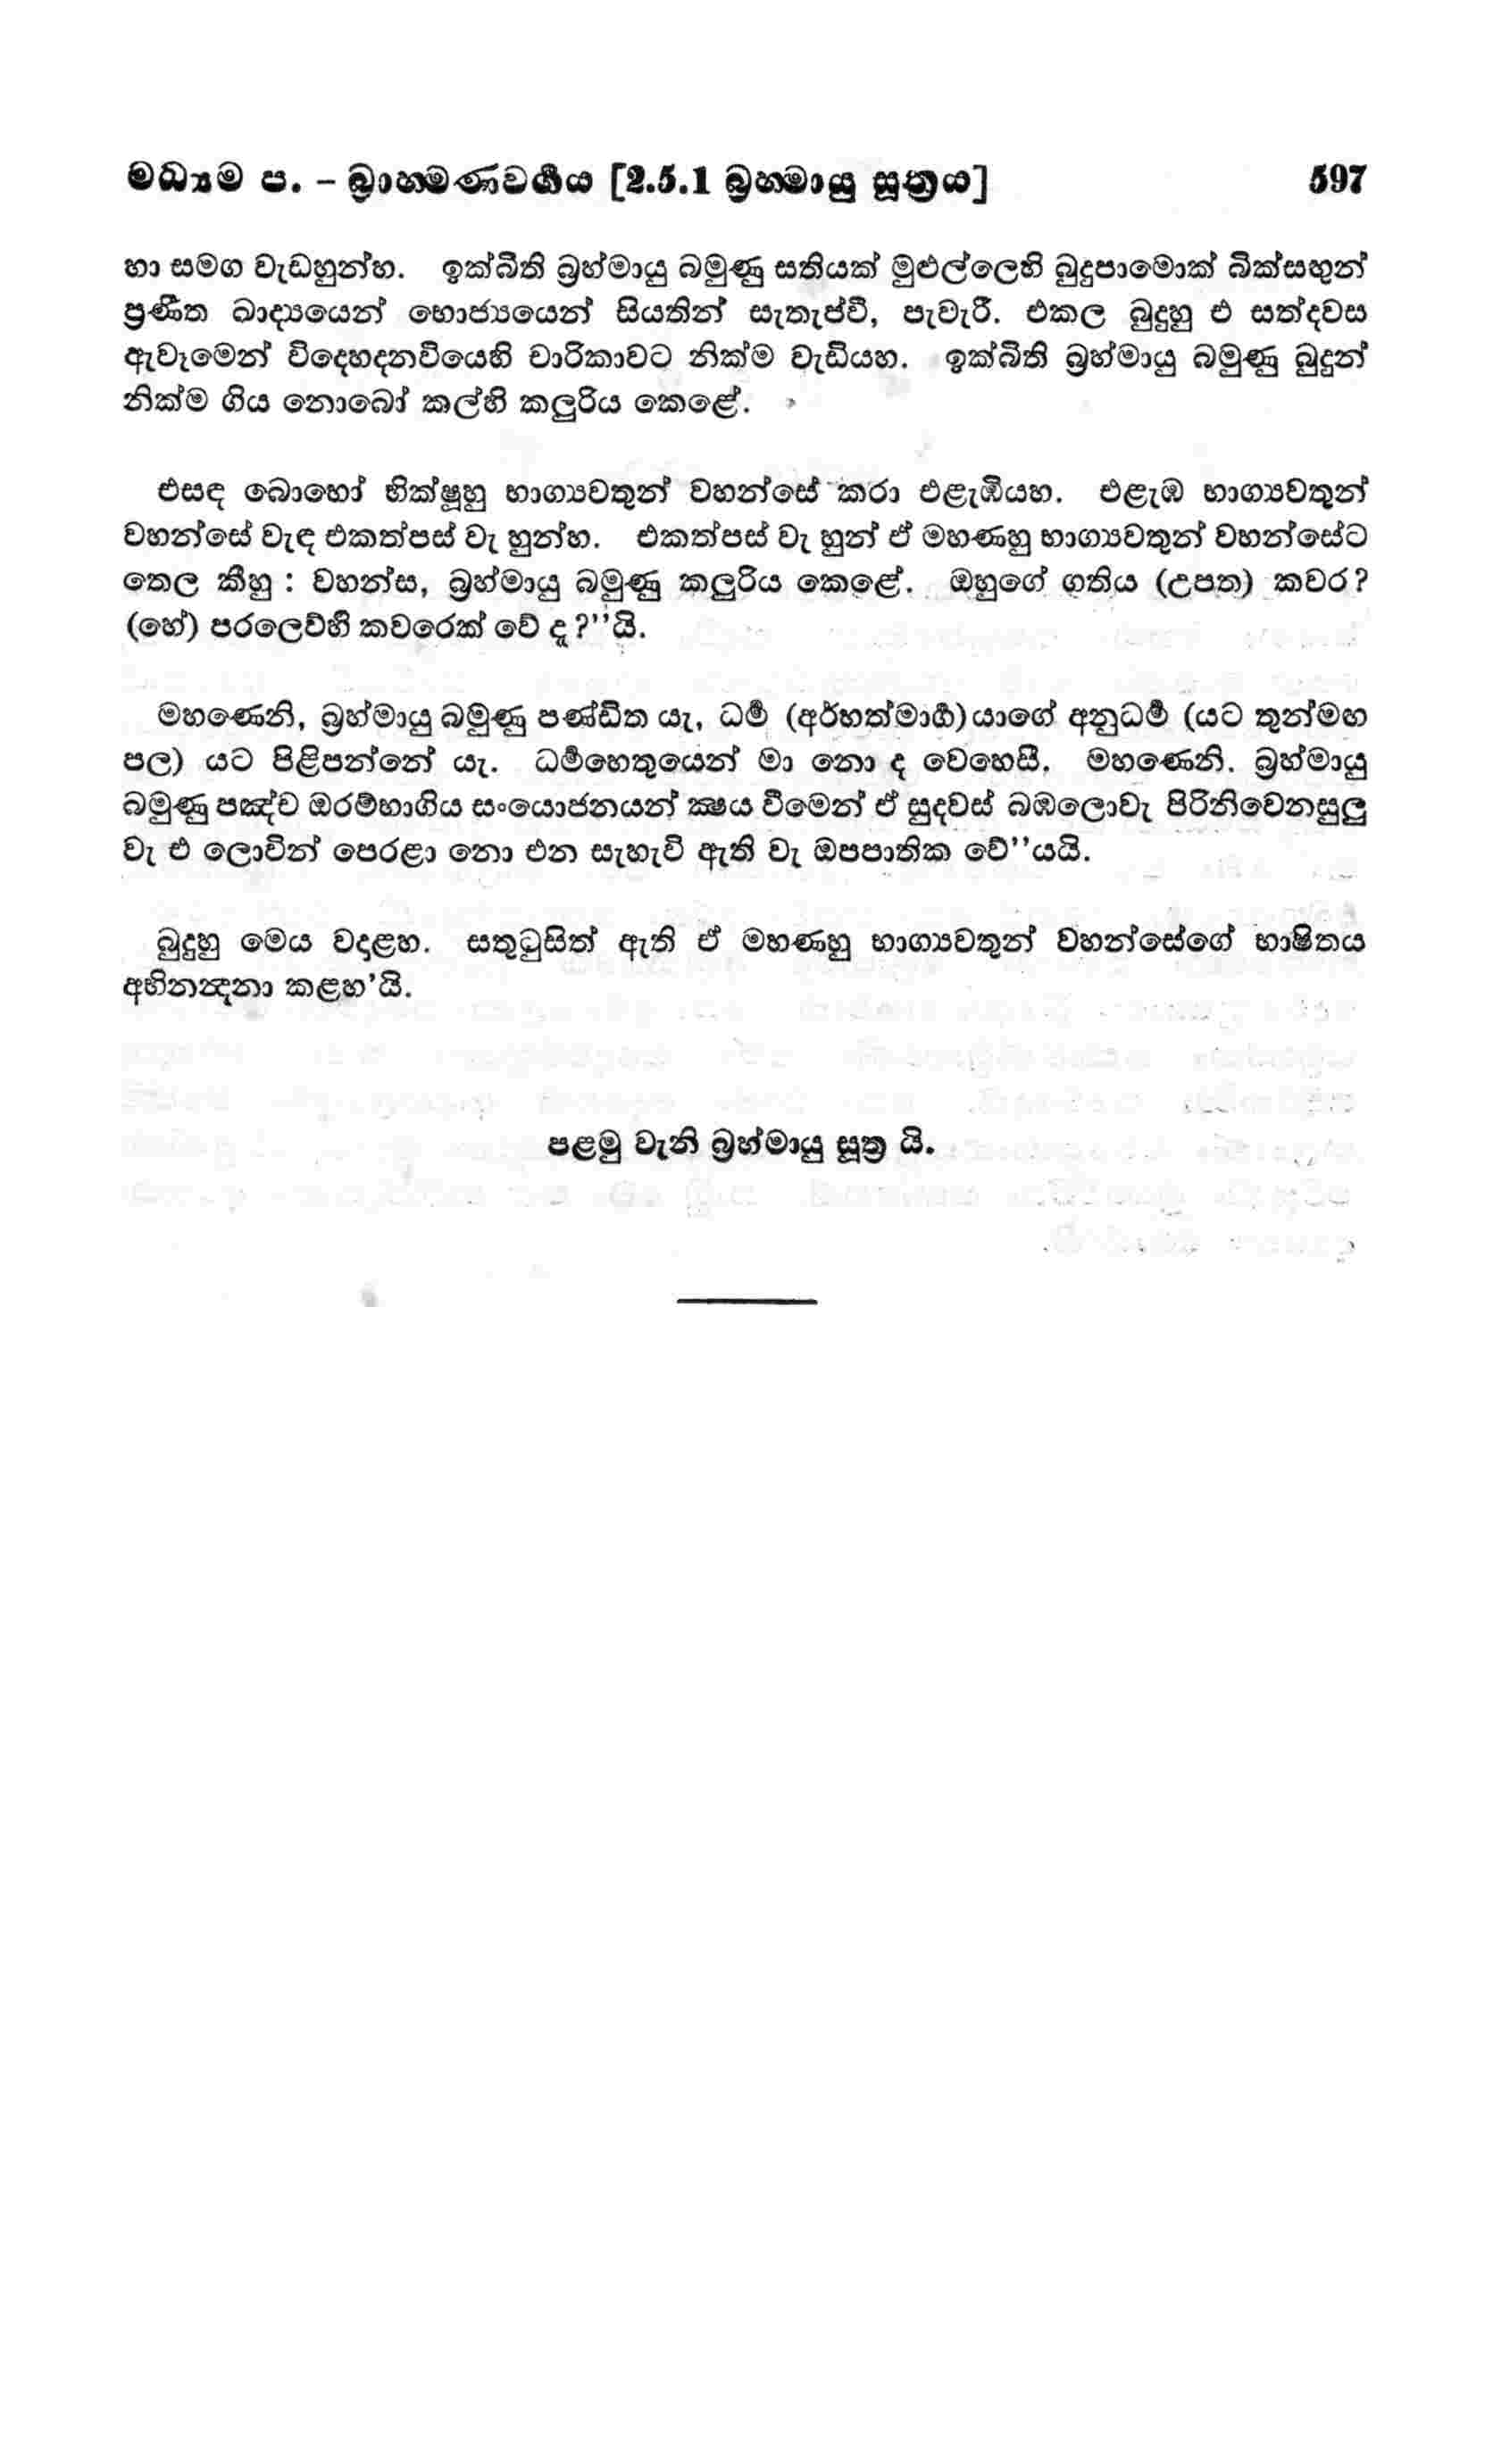 මධ්‍යම ප. – බ්‍රාහ්මණවර්‍ගය [2.5.1 බ්‍රහ්මායු සූත්‍රය] 597
හා සමග වැඩහුන්හ. ඉක්බිති බ්‍රහ්මායු බමුණු සතියක් මුළුල්ලෙහි බුදුපාමොක් බික්සඟුන්
ප්‍රණීත ඛාද්‍යයෙන් භොජ්‍යයෙන් සියතින් සැතැප්වී, පැවැරී. එකල බුදුහු එ සත්දවස
ඇවෑමෙන් විදෙහදනවියෙහි චාරිකාවට නික්ම වැඩියහ. ඉක්බිති බ්‍රහ්මායු බමුණු බුදුන්
නික්ම ගිය නොබෝ කල්හි කලුරිය කෙළේ.
එසඳ බොහෝ භික්ෂූහු භාග්‍යවතුන් වහන්සේ කරා එළැඹියහ. එළැඹ භාග්‍යවතුන්
වහන්සේ වැඳ එකත්පස් වැ හුන්හ. එකත්පස් වැ හුන් ඒ මහණහු භාග්‍යවතුන් වහන්සේට
තෙල කීහු : වහන්ස, බ්‍රහ්මායු බමුණු කලුරිය කෙළේ. ඔහුගේ ගතිය (උපත) කවර?
(හේ) පරලෙව්හි කවරෙක් වේ දැ?’’යි.
මහණෙනි, බ්‍රහ්මායු බමුණු පණ්ඩිත යැ, ධර්‍ම (අර්හත්මාර්‍ග)යාගේ අනුධර්‍ම (යට තුන්මඟ
පල) යට පිළිපන්නේ යැ. ධර්‍මහෙතුයෙන් මා නො ද වෙහෙසී. මහණෙනි. බ්‍රහ්මායු
බමුණු පඤ්ච ඔරම්භාගිය සංයොජනයන් ක්‍ෂය වීමෙන් ඒ සුදවස් බඹලොවැ පිරිනිවෙනසුලු
වැ එ ලොවින් පෙරළා නො එන සැහැවි ඇති වැ ඔපපාතික වේ’’යයි.
බුදුහු මෙය වදාළහ. සතුටුසිත් ඇති ඒ මහණහු භාග්‍යවතුන් වහන්සේගේ භාෂිතය
අභිනන්‍දනා කළහ’යි.
පළමු වැනි බ්‍රහ්මායු සූත්‍ර යි.